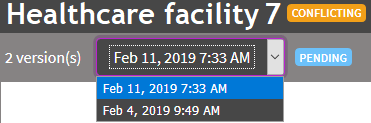 Healthcare facility 7 CONFLICTING
2 version(s) Feb 11, 2019 7:33 AM PENDING
Feb 11, 2019 7:33 AM
Feb 4, 2019 9:49 AM